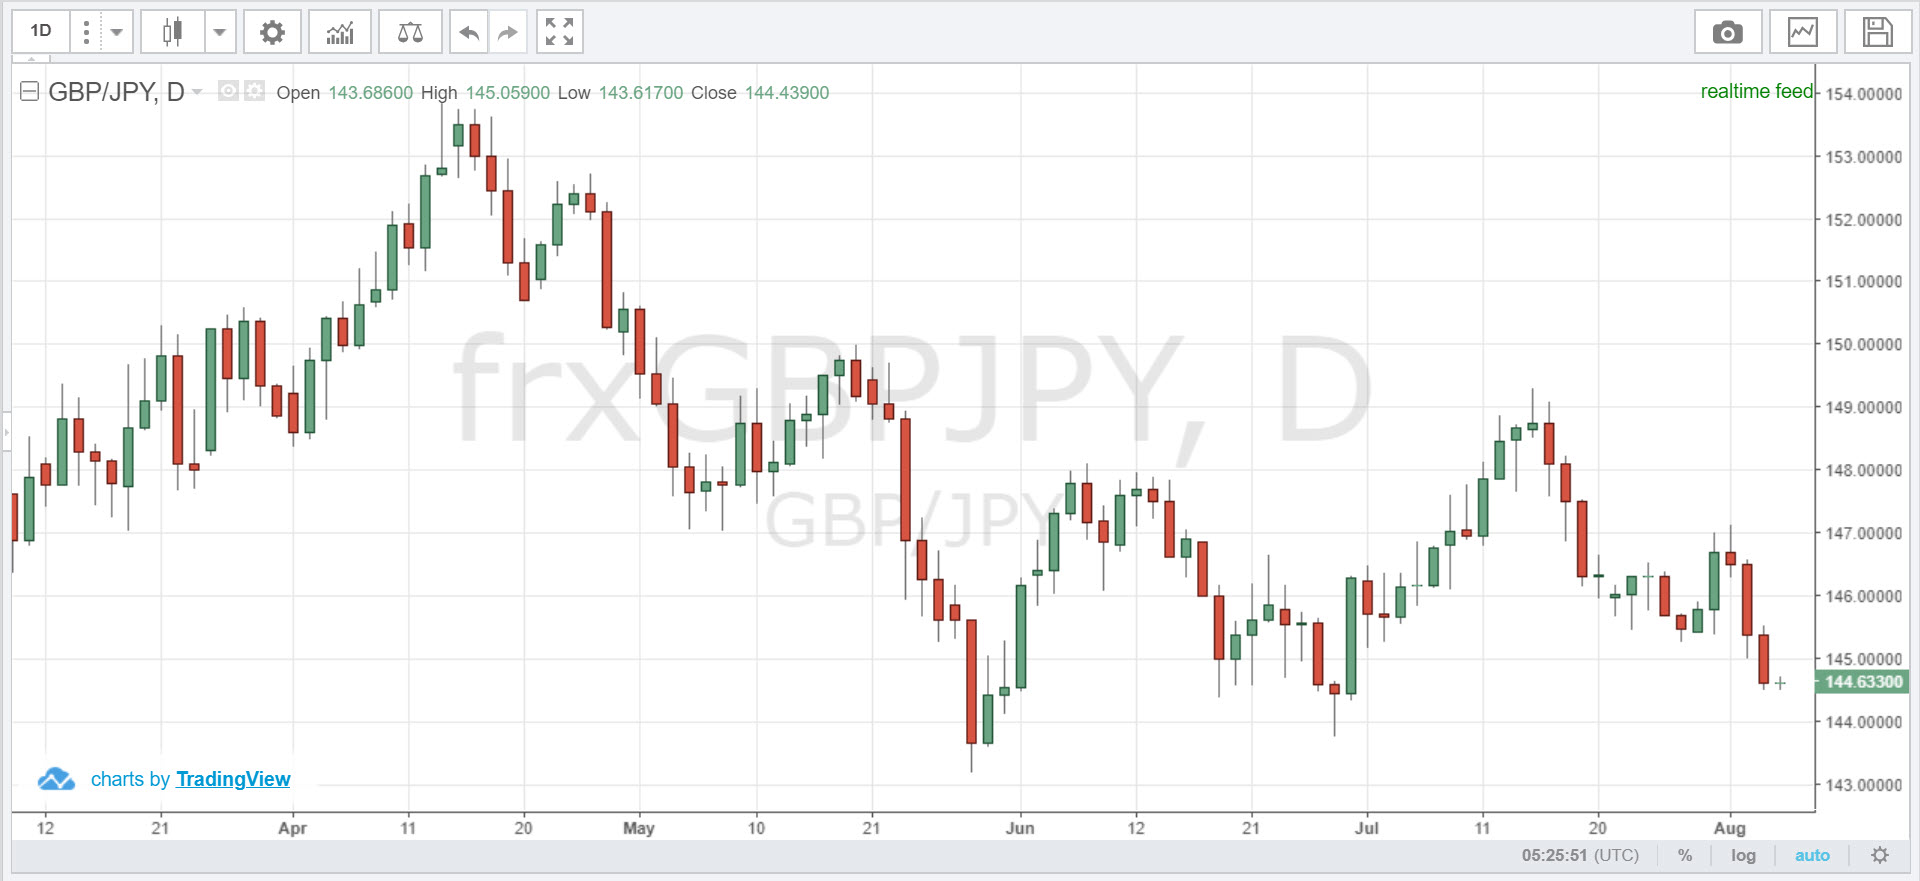 1D
GBP/JPY, D Open 143.68600 High 145.05900 Low 143.61700 Close 144.43900
realtime feed
154.00000
153.00000
152.00000
151.00000
150.00000
149.00000
148.00000
147.00000
146.00000
145.00000
144.63300
144.00000
143.00000
frxGBPJPY, D
GBP/JPY
charts by TradingView
12 21 Apr 11 20 May 10 21 Jun 12 21 Jul 11 20 Aug
05:25:51 (UTC) % log auto